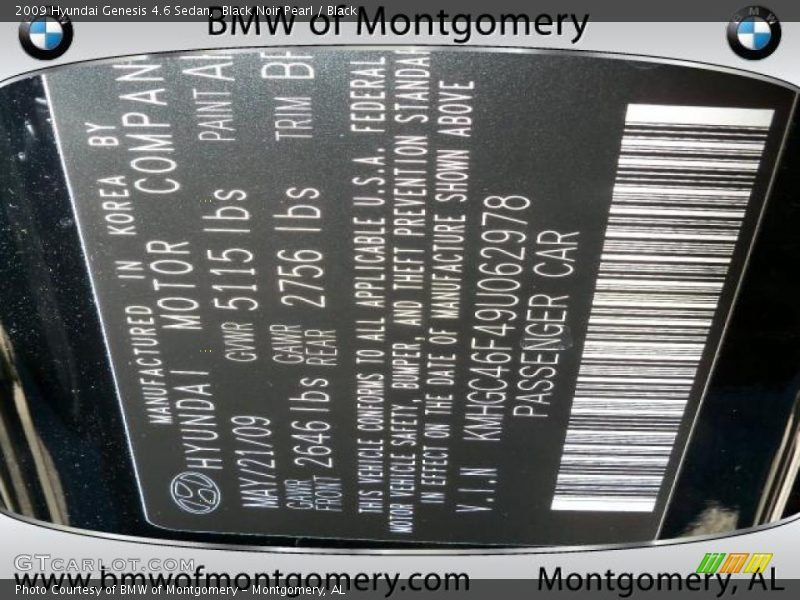 2009 Hyundai Genesis 4.6 Sedan, Black Noir Pearl / Black
BMW of Montgomery
MANUFACTURED IN KOREA BY
HYUNDAI MOTOR COMPAN
MAY/21/09 GVWR 5115 lbs PAINT
GAWR FRONT 2646 lbs GAWR REAR 2756 lbs TRIM
THIS VEHICLE CONFORMS TO ALL APPLICABLE U.S.A. FEDERAL
MOTOR VEHICLE SAFETY, BUMPER, AND THEFT PREVENTION
IN EFFECT ON THE DATE OF MANUFACTURE SHOWN ABOVE
V.I.N KMHGC46F49U062978
PASSENGER CAR
GTCARLOT.COM
www.bmwofmontgomery.com Montgomery, AL
Photo Courtesy of BMW of Montgomery - Montgomery, AL